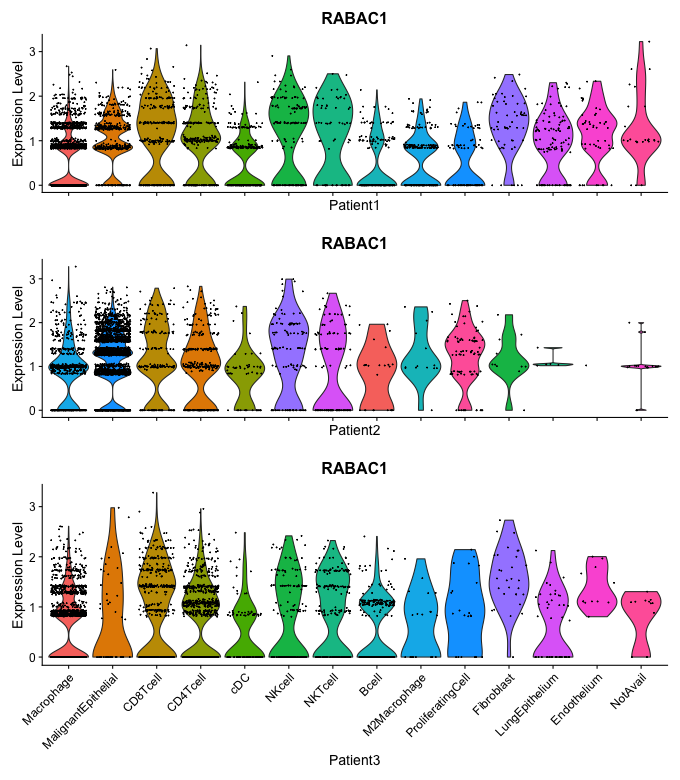 RABAC1
3
2
1
0
Expression Level
Patient1
RABAC1
3
2
1
0
Expression Level
Patient2
RABAC1
3
2
1
0
Expression Level
Macrophage
MalignantEpithelial
CD8Tcell
CD4Tcell
cDC
NKcell
NKTcell
Bcell
M2Macrophage
ProliferatingCell
Fibroblast
LungEpithelium
Endothelium
NotAvail
Patient3